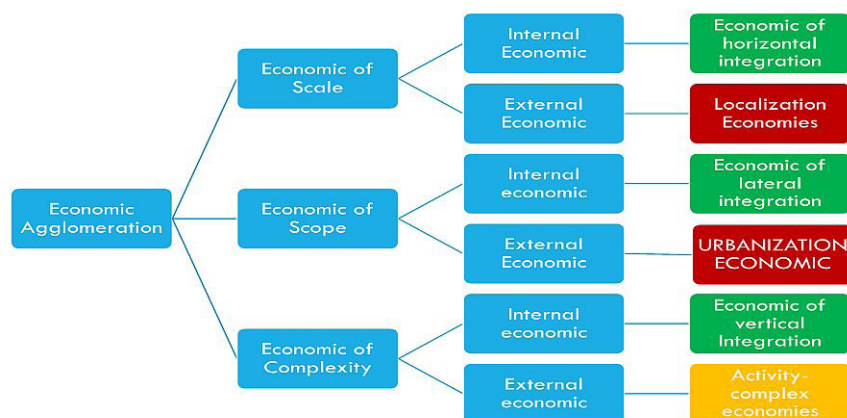 Economic
Agglomeration
Economic of
Scale
Internal
Economic
Economic of
horizontal
integration
External
Economic
Localization
Economies
Economic of
Scope
Internal
economic
Economic of
lateral
integration
External
Economic
URBANIZATION
ECONOMIC
Economic of
Complexity
Internal
economic
Economic of
vertical
Integration
External
economic
Activity-
complex
economies